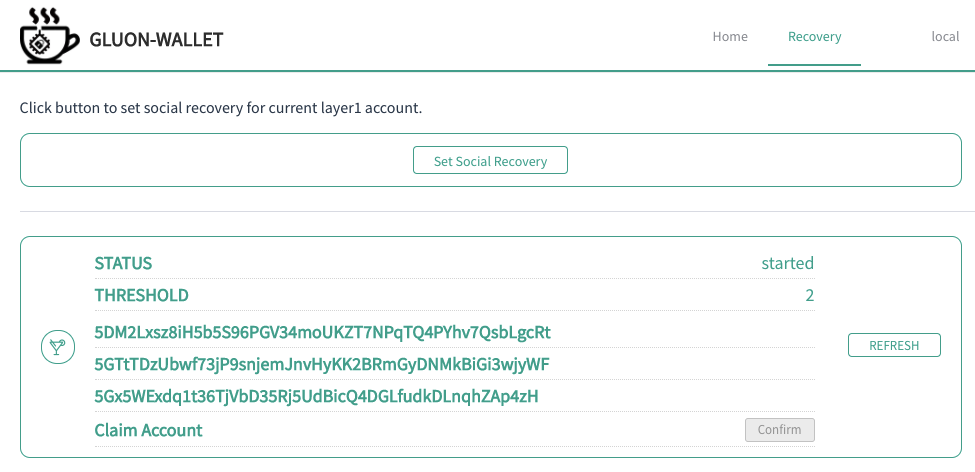 GLUON-WALLET
Home Recovery local
Click button to set social recovery for current layer1 account.
Set Social Recovery
STATUS started
THRESHOLD 2
5DM2Lxsz8iH5b5S96PGV34moUKZT7NPqTQ4PYhv7QsbLgcRt
5GTtTDzUbwf73jP9snjemJnvHyKK2BRmGyDNMkBiGi3wjyWF
REFRESH
5Gx5WExdq1t36TjVbD35Rj5UdBicQ4DGLfudkDLnqhZAp4zH
Claim Account Confirm